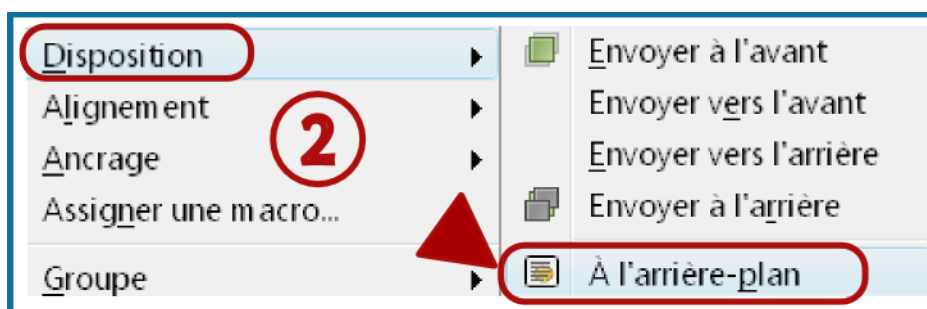 Disposition
Alignement
Ancrage
Assigner une macro...
Groupe
2
Envoyer à l'avant
Envoyer vers l'avant
Envoyer vers l'arrière
Envoyer à l'arrière
À l'arrière-plan